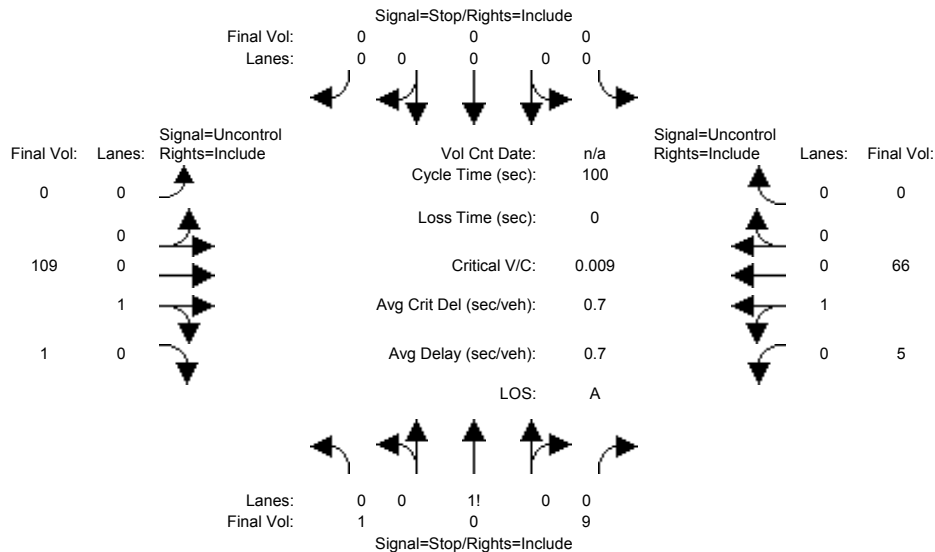 Signal=Stop/Rights=Include
Final Vol: 0 0 0
Lanes: 0 0 0 0 0
Signal=Uncontrol
Final Vol: Lanes: Rights=Include
Vol Cnt Date: n/a
Signal=Uncontrol
Rights=Include Lanes: Final Vol:
Cycle Time (sec): 100
0 0
0 0
Loss Time (sec): 0
0
0
109 0
Critical V/C: 0.009
0 66
1
Avg Crit Del (sec/veh): 0.7
1
1 0
Avg Delay (sec/veh): 0.7
0 5
LOS: A
Lanes: 0 0 1! 0 0
Final Vol: 1 0 9
Signal=Stop/Rights=Include